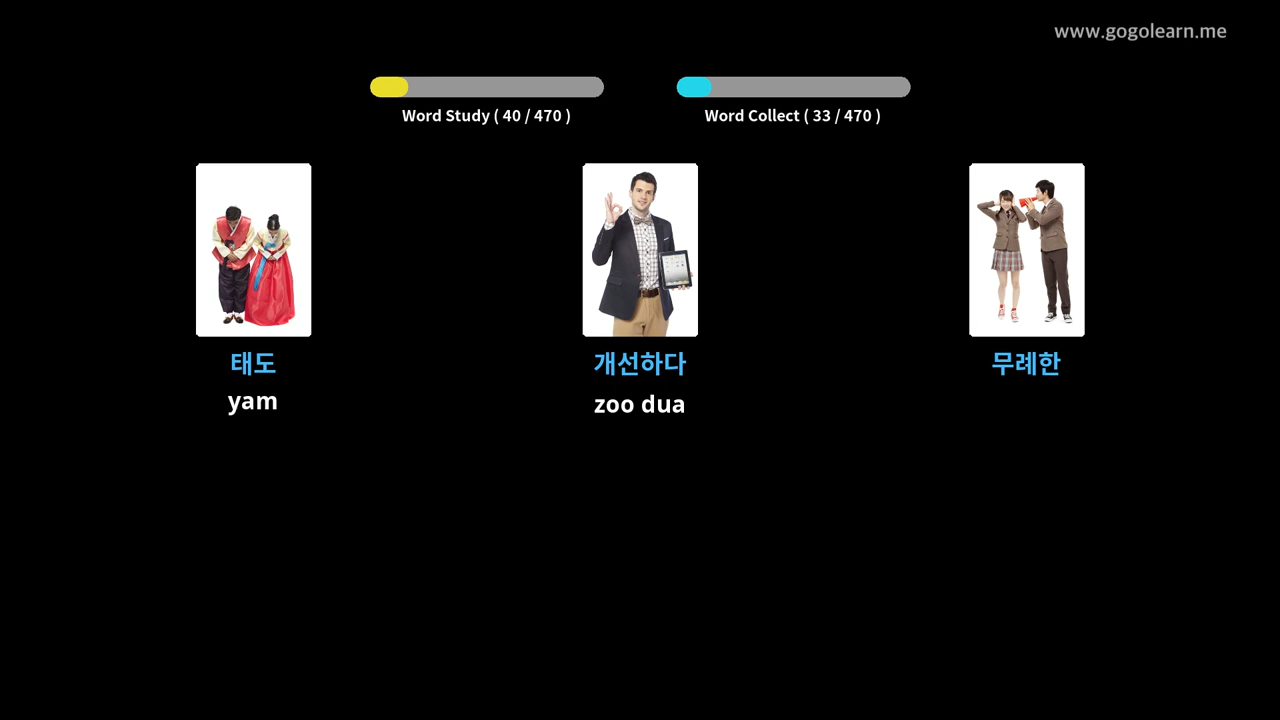 www.gogolearn.me
Word Study ( 40 / 470 )
Word Collect ( 33 / 470 )
태도
개선하다
무례한
yam
zoo dua